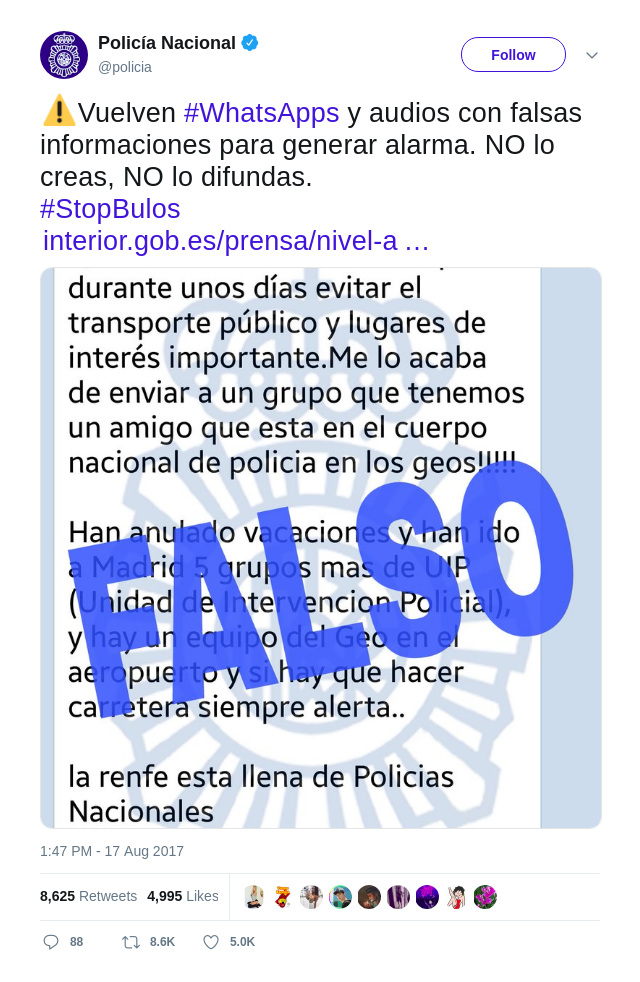 Policía Nacional
@policia
Follow
⚠️Vuelven #WhatsApps y audios con falsas
informaciones para generar alarma. NO lo
creas, NO lo difundas.
#StopBulos
interior.gob.es/prensa/nivel-a …
durante unos días evitar el
transporte público y lugares de
interés importante.Me lo acaba
de enviar a un grupo que tenemos
un amigo que esta en el cuerpo
nacional de policia en los geos!!!!!
Han anulado vacaciones y han ido
a Madrid 5 grupos mas de UIP
(Unidad de Intervencion Policial),
y hay un equipo del Geo en el
aeropuerto y si hay que hacer
carretera siempre alerta..
la renfe esta llena de Policias
Nacionales
FALSO
1:47 PM - 17 Aug 2017
8,625 Retweets 4,995 Likes
88 8.6K 5.0K